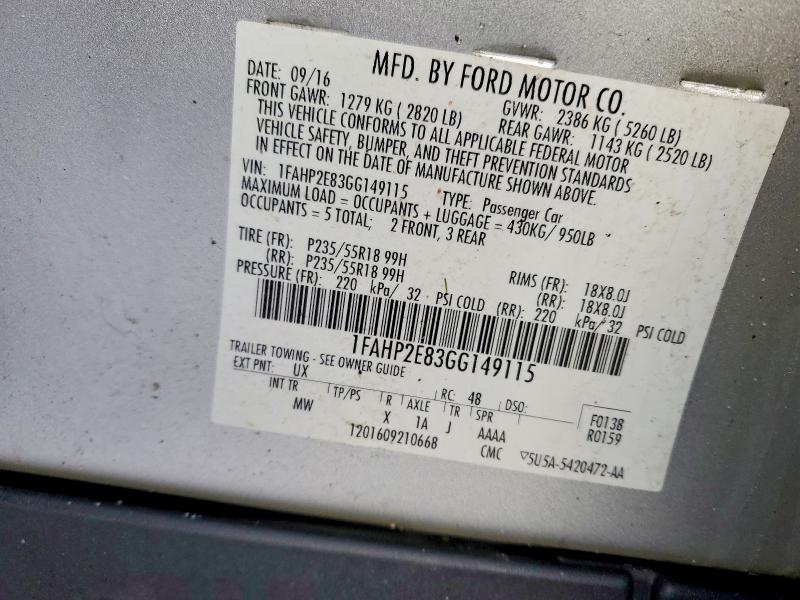 MFD. BY FORD MOTOR CO.
DATE: 09/16 GVWR: 2386 KG ( 5260 LB)
FRONT GAWR: 1279 KG ( 2820 LB) REAR GAWR: 1143 KG ( 2520 LB)
THIS VEHICLE CONFORMS TO ALL APPLICABLE FEDERAL MOTOR
VEHICLE SAFETY, BUMPER, AND THEFT PREVENTION STANDARDS
IN EFFECT ON THE DATE OF MANUFACTURE SHOWN ABOVE.
VIN: 1FAHP2E83GG149115 TYPE: Passenger Car
MAXIMUM LOAD = OCCUPANTS + LUGGAGE = 430KG/ 950LB
OCCUPANTS = 5 TOTAL; 2 FRONT, 3 REAR
TIRE (FR): P235/55R18 99H RIMS (FR): 18X8.0J
(RR): P235/55R18 99H (RR): 18X8.0J
PRESSURE (FR): 220 kPa/ 32 PSI COLD (RR): 220 kPa/ 32 PSI COLD
1FAHP2E83GG149115
TRAILER TOWING - SEE OWNER GUIDE
EXT PNT: UX RC: 48 DSO: F0138
INT TR TP/PS R AXLE TR SPR R0159
MW X 1A J AAAA
1201609210668 CMC 5U5A-5420472-AA